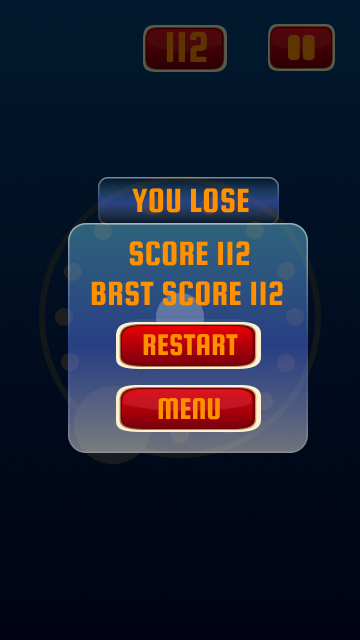 112
YOU LOSE
SCORE 112
BRST SCORE 112
RESTART
MENU